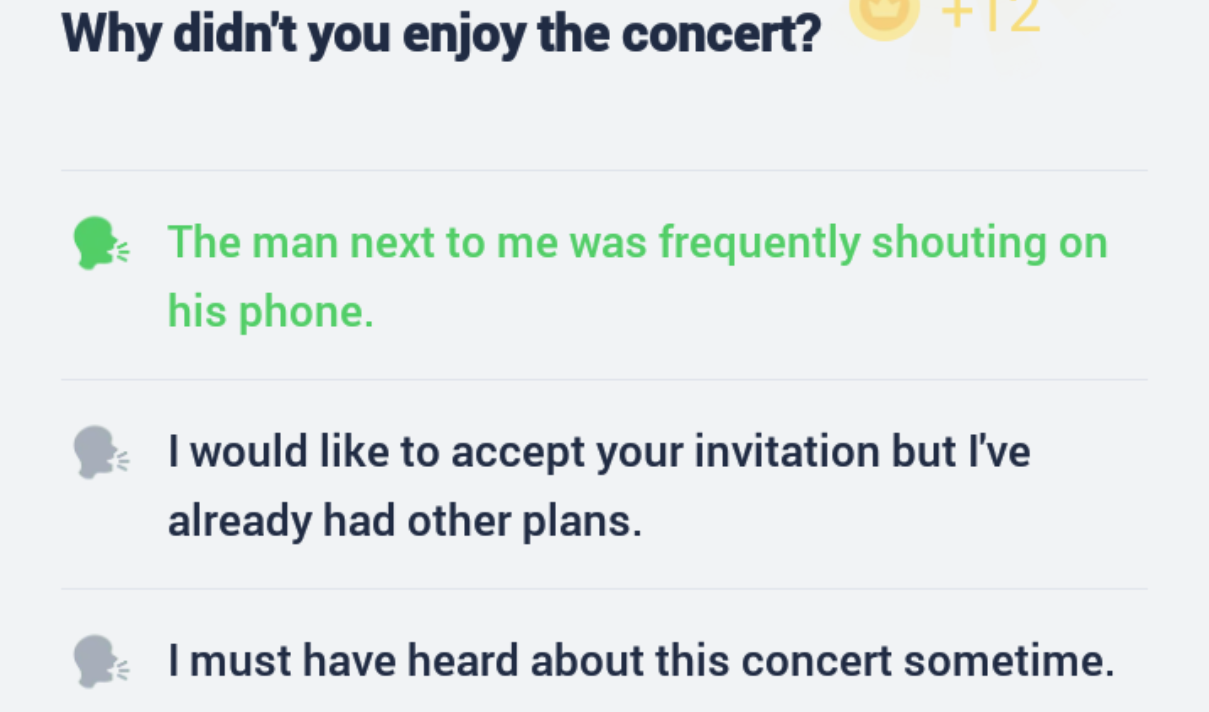 Why didn't you enjoy the concert?
+12
The man next to me was frequently shouting on
his phone.
I would like to accept your invitation but I've
already had other plans.
I must have heard about this concert sometime.